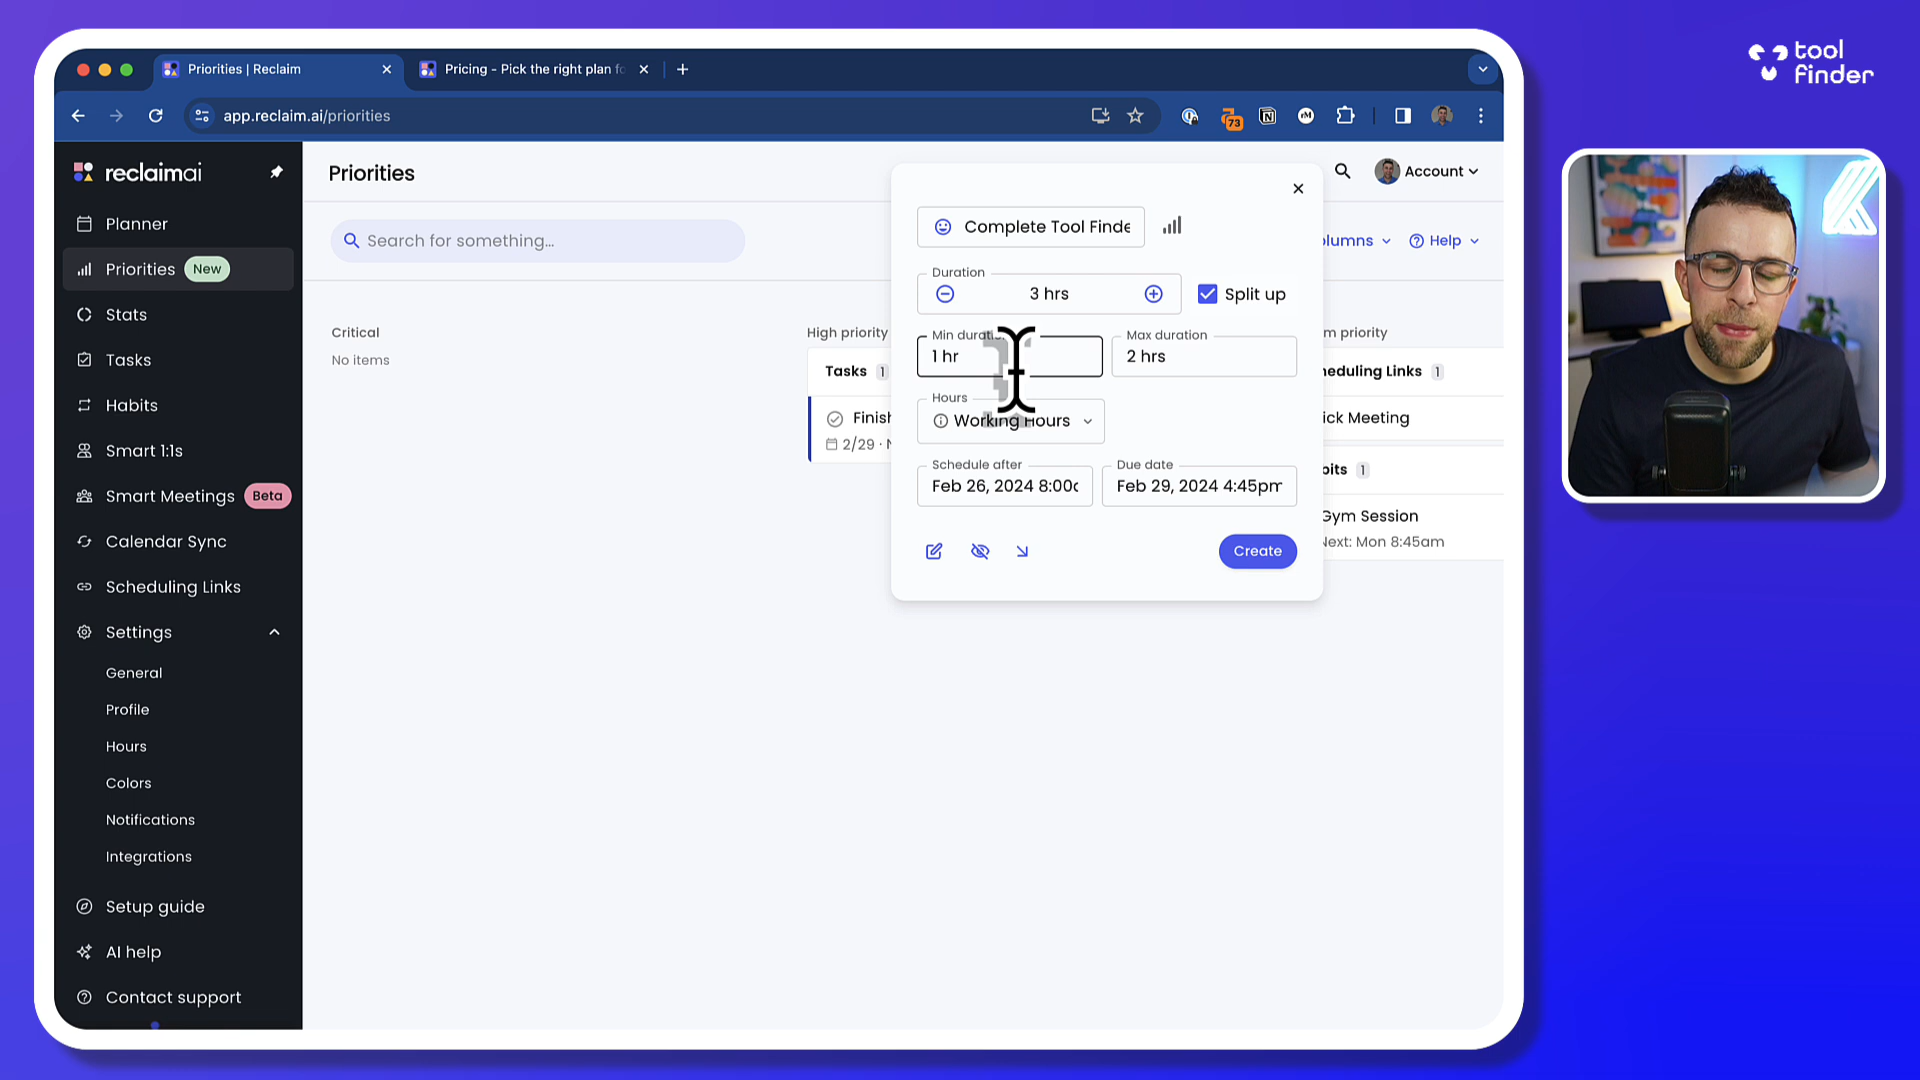 tool
finder
Priorities | Reclaim
Pricing - Pick the right plan fo
app.reclaim.ai/priorities
73
reclaimai
Planner
Priorities New
Stats
Tasks
Habits
Smart 1:1s
Smart Meetings Beta
Calendar Sync
Scheduling Links
Settings
General
Profile
Hours
Colors
Notifications
Integrations
Setup guide
AI help
Contact support
Priorities
Account
Search for something...
Help
Critical
No items
High priority
Tasks 1
Finish
2/29
Complete Tool Finde
Duration
3 hrs
Split up
Min duratio
1 hr
Max duration
2 hrs
Hours
Working Hours
Schedule after
Feb 26, 2024 8:00
Due date
Feb 29, 2024 4:45pm
Create
m priority
heduling Links 1
ick Meeting
bits 1
Gym Session
Next: Mon 8:45am